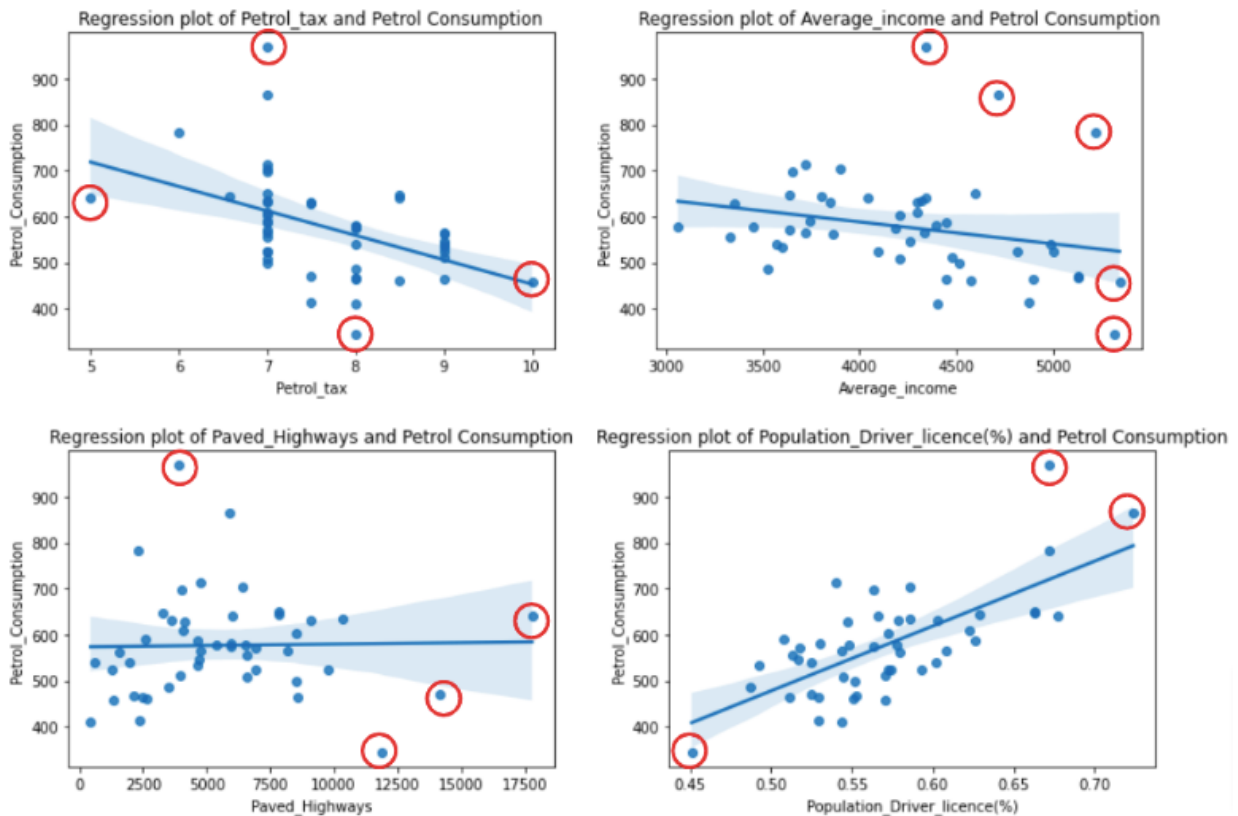 Regression plot of Petrol_tax and Petrol Consumption
Petrol_Consumption
900
800
700
600
500
400
5 6 7 8 9 10
Petrol_tax
Regression plot of Average_income and Petrol Consumption
Petrol_Consumption
900
800
700
600
500
400
3000 3500 4000 4500 5000
Average_income
Regression plot of Paved_Highways and Petrol Consumption
Petrol_Consumption
900
800
700
600
500
400
0 2500 5000 7500 10000 12500 15000 17500
Paved_Highways
Regression plot of Population_Driver_licence(%) and Petrol Consumption
Petrol_Consumption
900
800
700
600
500
400
0.45 0.50 0.55 0.60 0.65 0.70
Population_Driver_licence(%)